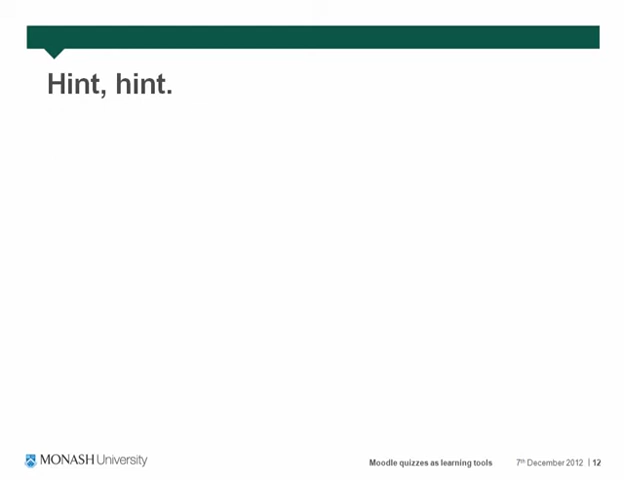 Hint, hint.
MONASH University
Moodle quizzes as learning tools 7th December 2012 | 12